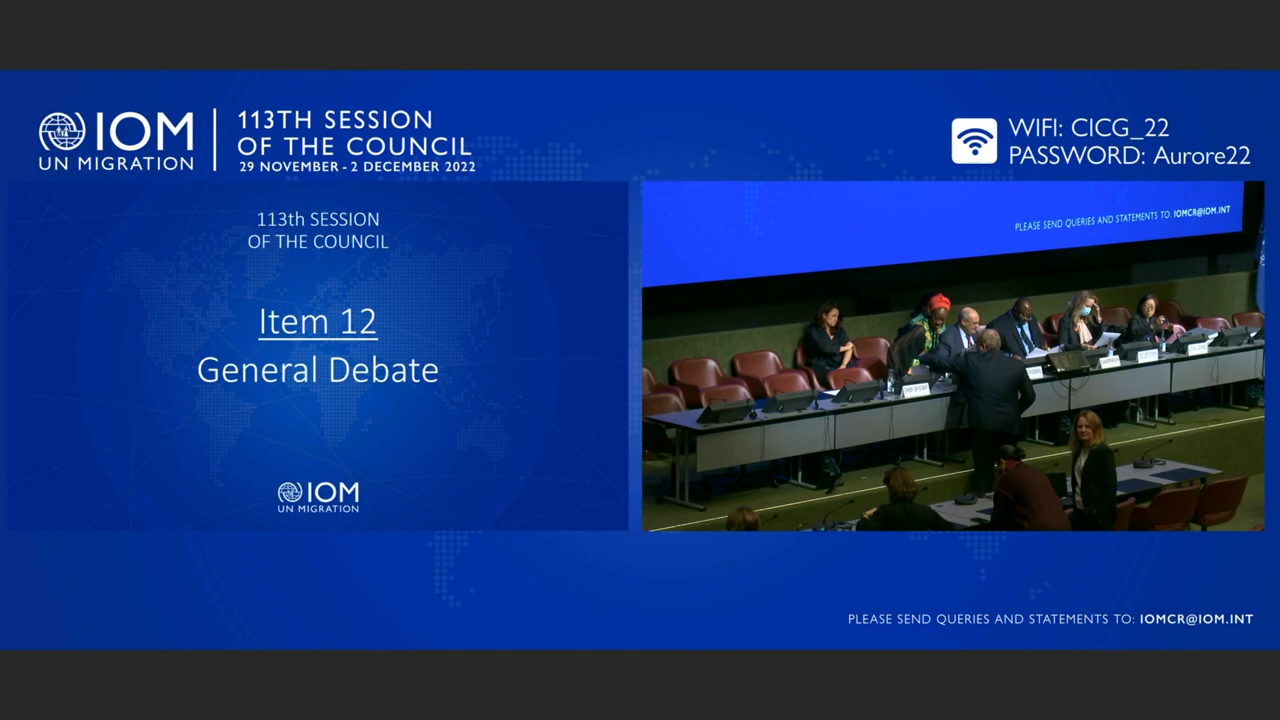 IOM
UN MIGRATION
113TH SESSION
OF THE COUNCIL
29 NOVEMBER - 2 DECEMBER 2022
WIFI: CICG_22
PASSWORD: Aurore22
113th SESSION
OF THE COUNCIL
Item 12
General Debate
IOM
UN MIGRATION
PLEASE SEND QUERIES AND STATEMENTS TO: IOMCR@IOM.INT
PLEASE SEND QUERIES AND STATEMENTS TO: IOMCR@IOM.INT